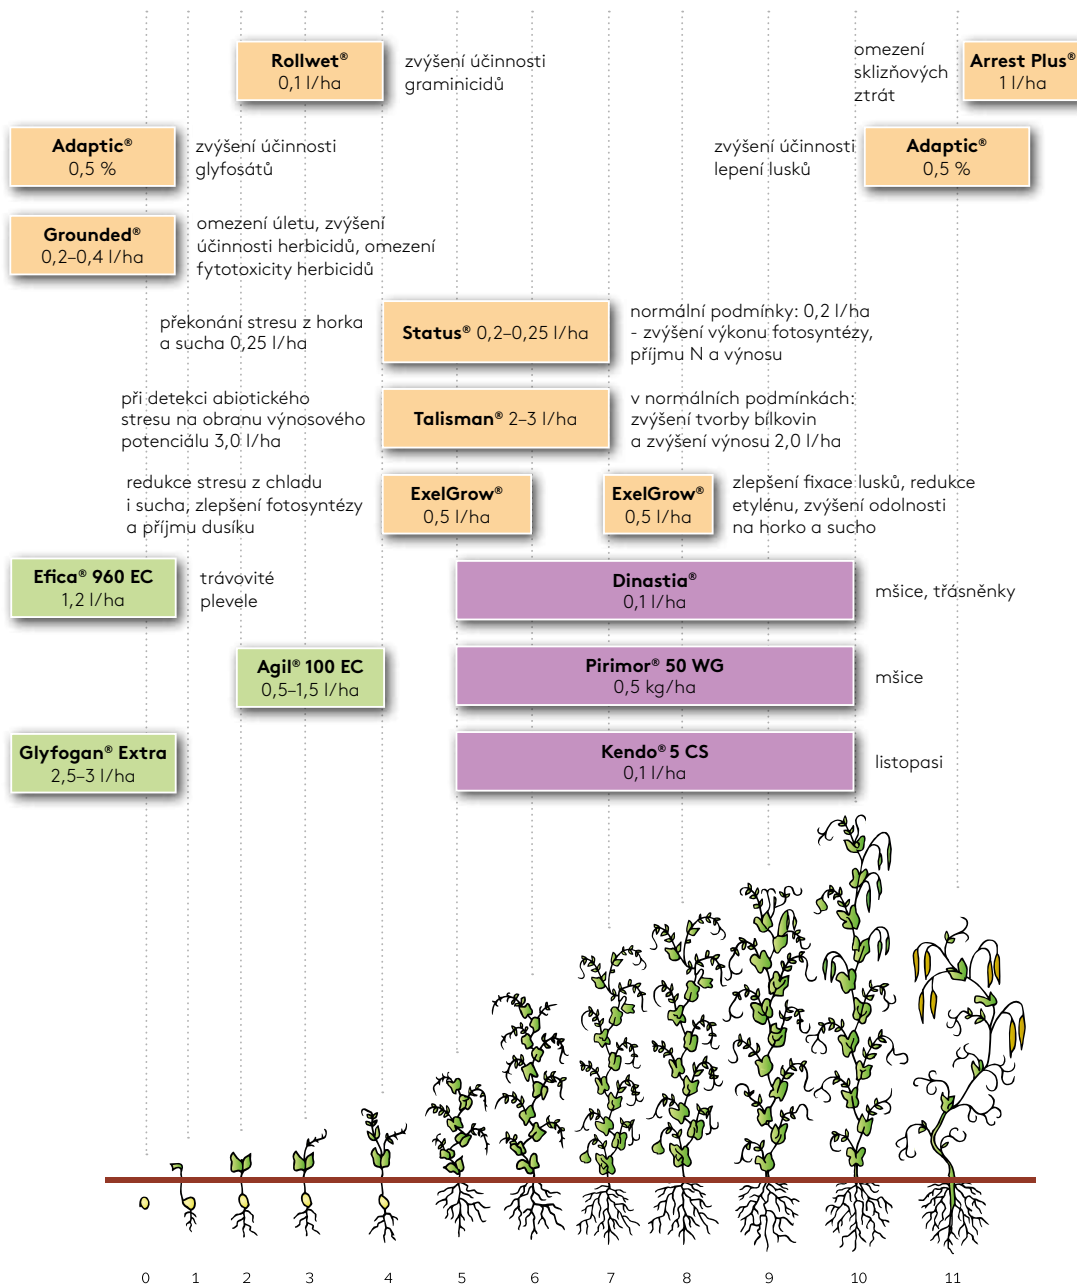 Rollwet®
0,1 l/ha
zvýšení účinnosti
graminicidů
omezení
sklizňových
ztrát
Arrest Plus®
1 l/ha
Adaptic®
0,5 %
zvýšení účinnosti
glyfosátů
zvýšení účinnosti
lepení lusků
Adaptic®
0,5 %
Grounded®
0,2–0,4 l/ha
omezení úletu, zvýšení
účinnosti herbicidů, omezení
fytotoxicity herbicidů
překonání stresu z horka
a sucha 0,25 l/ha
Status® 0,2–0,25 l/ha
normální podmínky: 0,2 l/ha
- zvýšení výkonu fotosyntézy,
příjmu N a výnosu
při detekci abiotického
stresu na obranu výnosového
potenciálu 3,0 l/ha
Talisman® 2–3 l/ha
v normálních podmínkách:
zvýšení tvorby bílkovin
a zvýšení výnosu 2,0 l/ha
redukce stresu z chladu
i sucha, zlepšení fotosyntézy
a příjmu dusíku
ExelGrow®
0,5 l/ha
ExelGrow®
0,5 l/ha
zlepšení fixace lusků, redukce
etylénu, zvýšení odolnosti
na horko a sucho
Efica® 960 EC
1,2 l/ha
trávovité
plevele
Dinastia®
0,1 l/ha
mšice, třásněnky
Agil® 100 EC
0,5–1,5 l/ha
Pirimor® 50 WG
0,5 kg/ha
mšice
Glyfogan® Extra
2,5–3 l/ha
Kendo® 5 CS
0,1 l/ha
listopasi
0 1 2 3 4 5 6 7 8 9 10 11